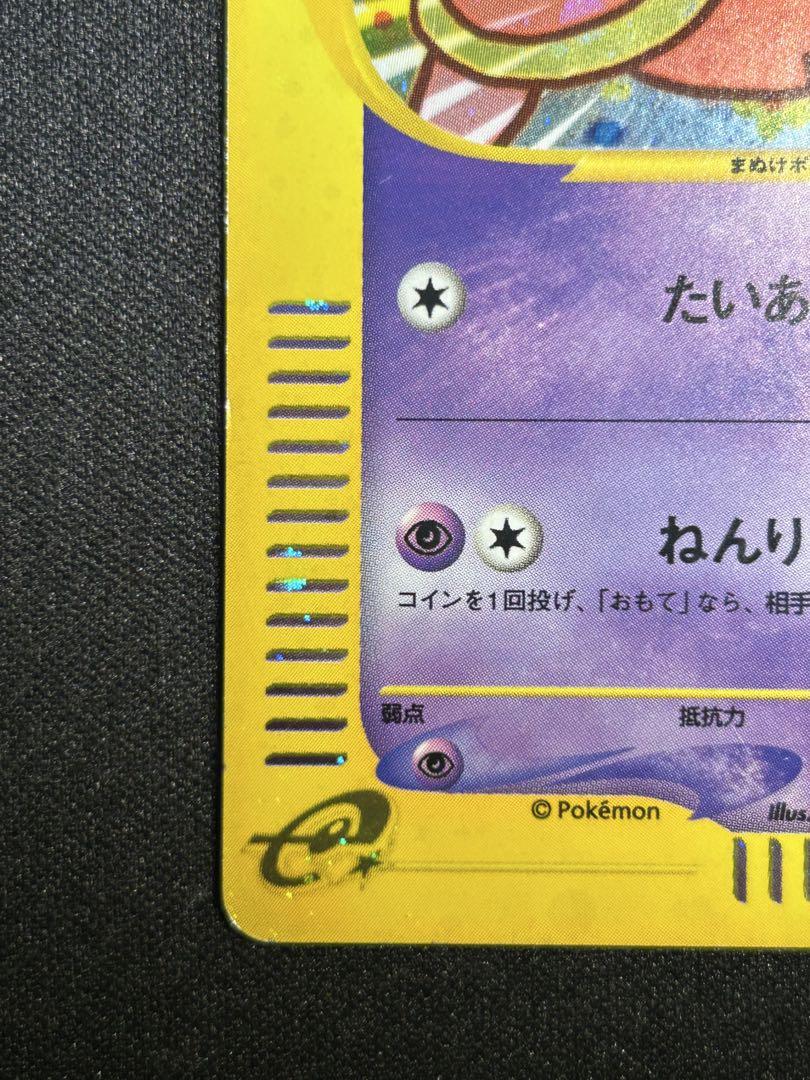 まぬけポ
たいあ
ねんり
コインを1回投げ、「おもて」なら、相手
弱点 抵抗力
© Pokémon Illus.